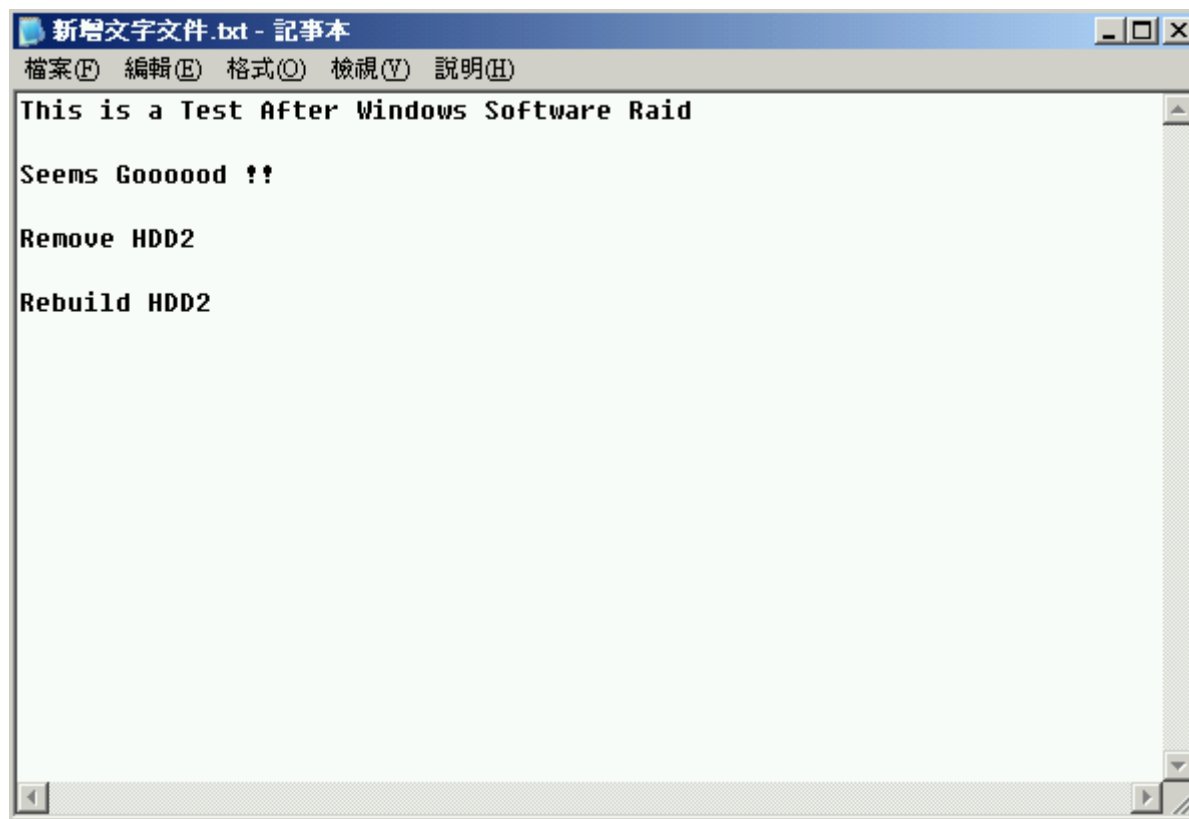 新增文字文件.txt - 記事本
檔案(F) 編輯(E) 格式(O) 檢視(V) 說明(H)
This is a Test After Windows Software Raid
Seems Goooood !!
Remove HDD2
Rebuild HDD2